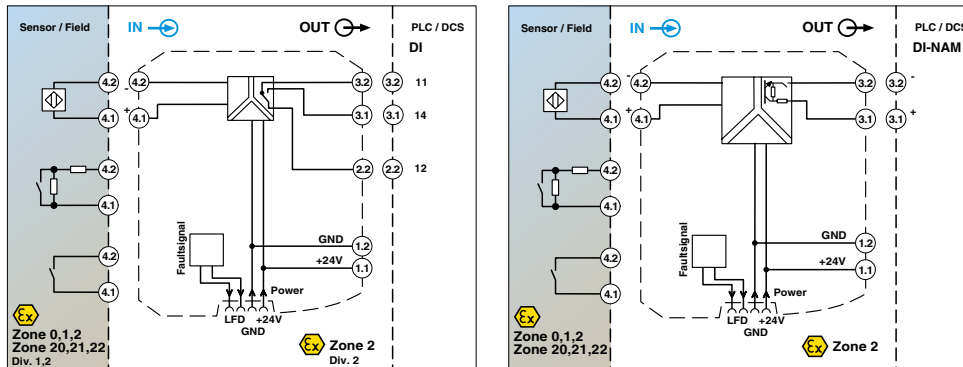 Sensor / Field
IN
OUT
PLC / DCS
DI
4.2
4.2
-
3.2
3.2
11
4.1
+
4.1
3.1
3.1
14
4.2
2.2
2.2
12
4.1
Faultsignal
GND
1.2
4.2
+24V
1.1
4.1
Power
LFD
+24V
GND
Ex
Zone 0,1,2
Zone 20,21,22
Div. 1,2
Ex
Zone 2
Div. 2
Sensor / Field
IN
OUT
PLC / DCS
DI-NAM
4.2
-
4.2
3.2
3.2
-
4.1
+
4.1
3.1
3.1
+
4.2
4.1
Faultsignal
GND
1.2
4.2
+24V
1.1
4.1
Power
LFD
+24V
GND
Ex
Zone 0,1,2
Zone 20,21,22
Ex
Zone 2